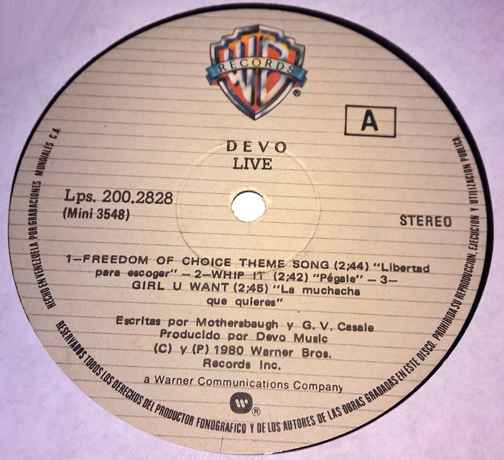 WB
RECORDS
®
A
DEVO
LIVE
Lps. 200.2828
(Mini 3548)
STEREO
1—FREEDOM OF CHOICE THEME SONG (2;44) "Libertad
para escoger" — 2—WHIP IT (2;42) "Pégale" — 3—
GIRL U WANT (2;45) "La muchacha
que quieres"
Escritas por Mothersbaugh y G. V. Casale
Producido por Devo Music
(C) y (P) 1980 Warner Bros.
Records Inc.
a Warner Communications Company
®
HECHO EN VENEZUELA POR GRABACIONES MUNDIALES C.A.
RESERVADOS TODOS LOS DERECHOS DEL PRODUCTOR FONOGRAFICO Y DE LOS AUTORES DE LAS OBRAS GRABADAS EN ESTE DISCO. PROHIBIDA SU REPRODUCCION, EJECUCION Y UTILIZACION PUBLICA.